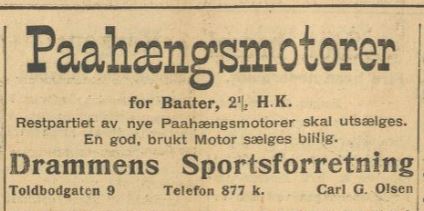 Paahængsmotorer
for Baater, 2½ H.K.
Restpartiet av nye Paahængsmotorer skal utsælges.
En god, brukt Motor sælges billig.
Drammens Sportsforretning
Toldbodgaten 9 Telefon 877 k. Carl G. Olsen